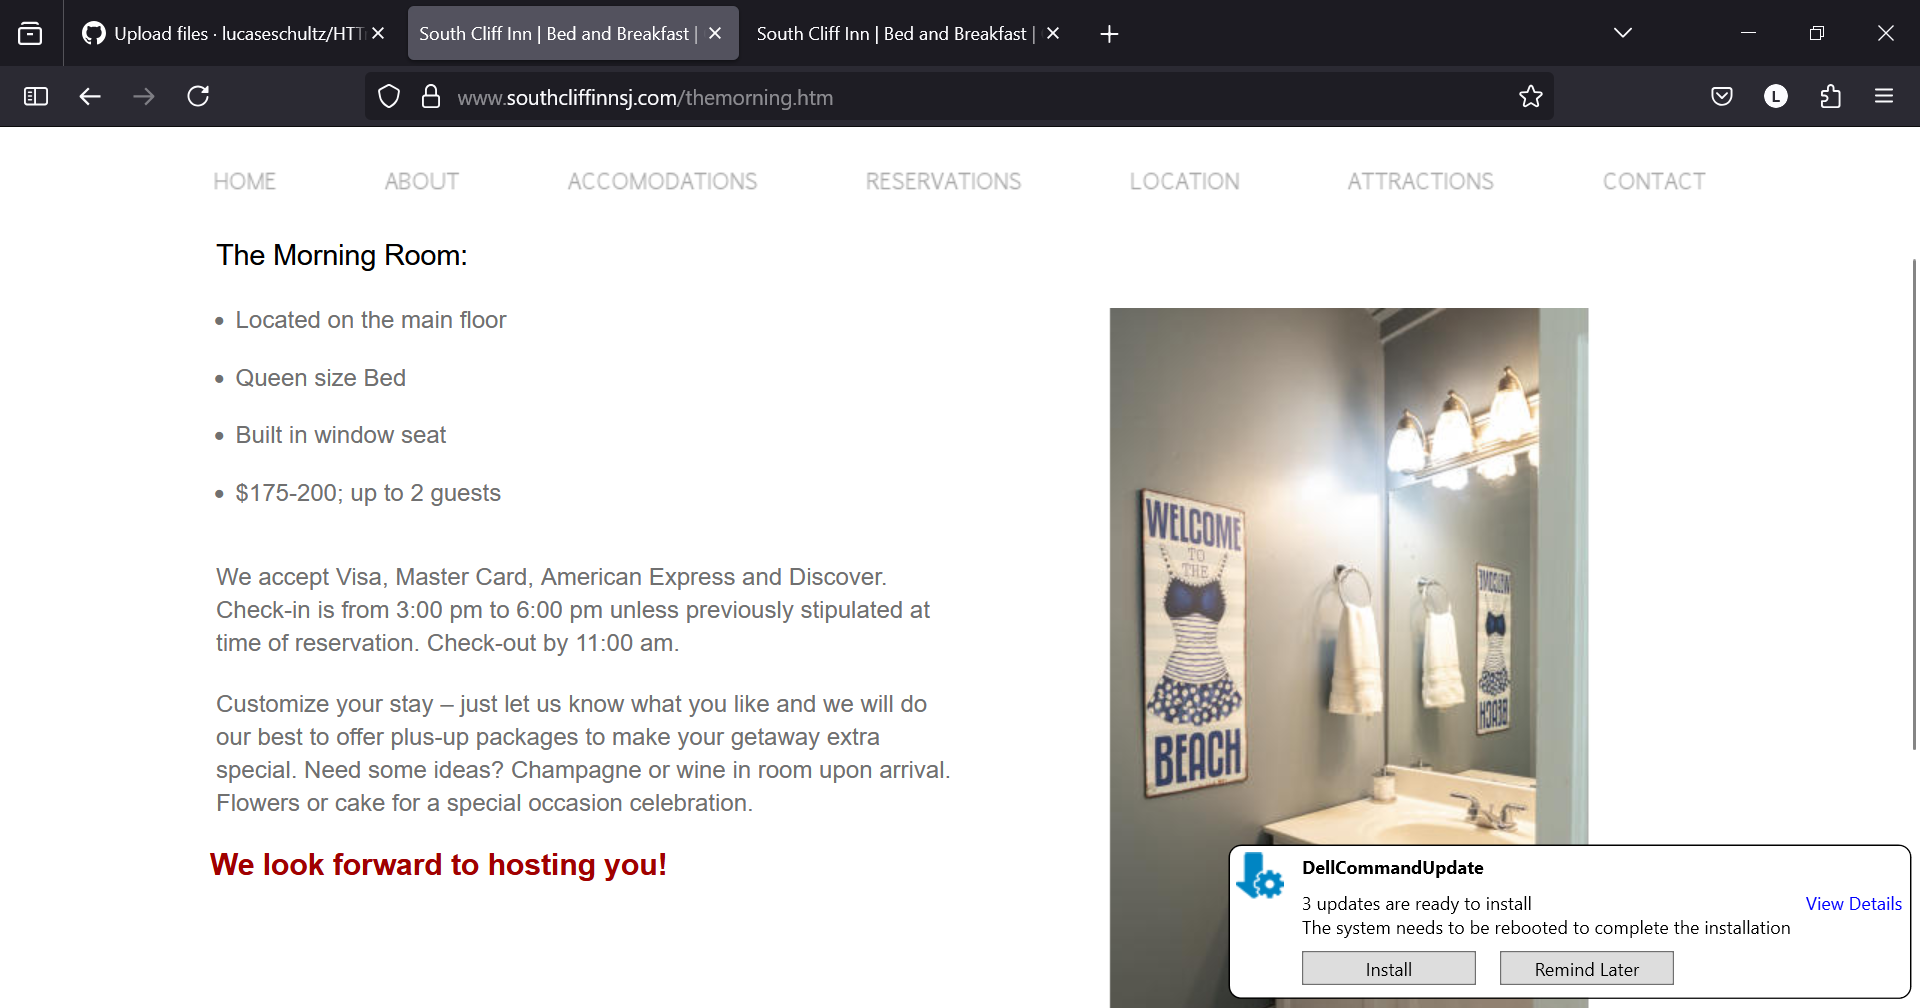 Upload files · lucaseschultz/HTT
South Cliff Inn | Bed and Breakfast |
South Cliff Inn | Bed and Breakfast |
www.southcliffinnsj.com/themorning.htm
L
HOME ABOUT ACCOMODATIONS RESERVATIONS LOCATION ATTRACTIONS CONTACT
The Morning Room:
• Located on the main floor
• Queen size Bed
• Built in window seat
• $175-200; up to 2 guests
We accept Visa, Master Card, American Express and Discover.
Check-in is from 3:00 pm to 6:00 pm unless previously stipulated at
time of reservation. Check-out by 11:00 am.
Customize your stay – just let us know what you like and we will do
our best to offer plus-up packages to make your getaway extra
special. Need some ideas? Champagne or wine in room upon arrival.
Flowers or cake for a special occasion celebration.
We look forward to hosting you!
WELCOME
TO
THE
BEACH
WELCOME
BEACH
DellCommandUpdate
3 updates are ready to install
View Details
The system needs to be rebooted to complete the installation
Install
Remind Later